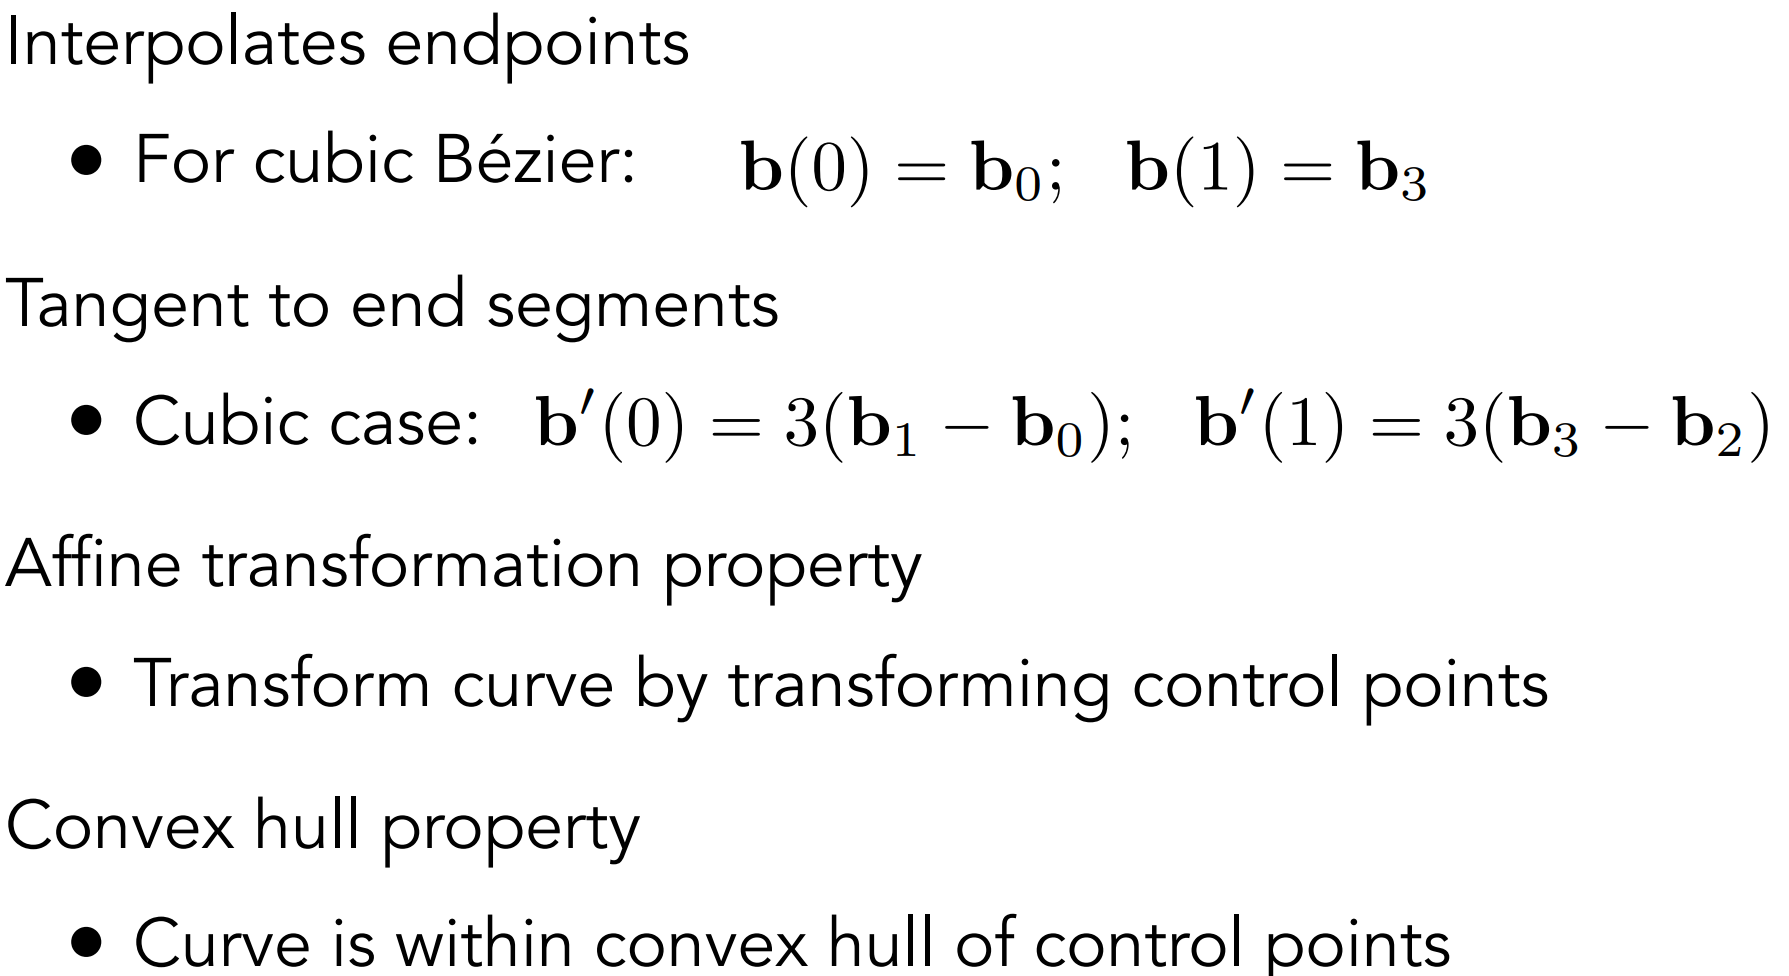 Interpolates endpoints
• For cubic Bézier: b(0) = b₀; b(1) = b₃
Tangent to end segments
• Cubic case: b′(0) = 3(b₁ − b₀); b′(1) = 3(b₃ − b₂)
Affine transformation property
• Transform curve by transforming control points
Convex hull property
• Curve is within convex hull of control points